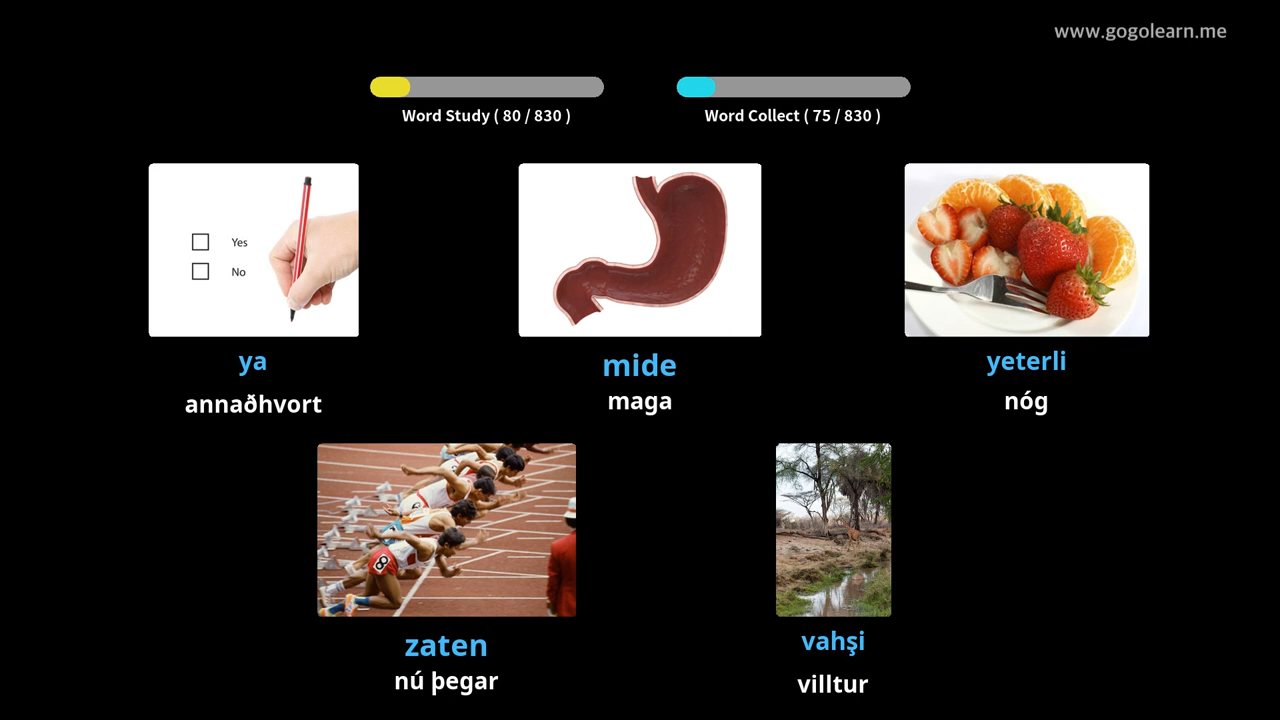 www.gogolearn.me
Word Study ( 80 / 830 )
Word Collect ( 75 / 830 )
Yes
No
ya
annaðhvort
mide
maga
yeterli
nóg
8
zaten
nú þegar
vahşi
villtur